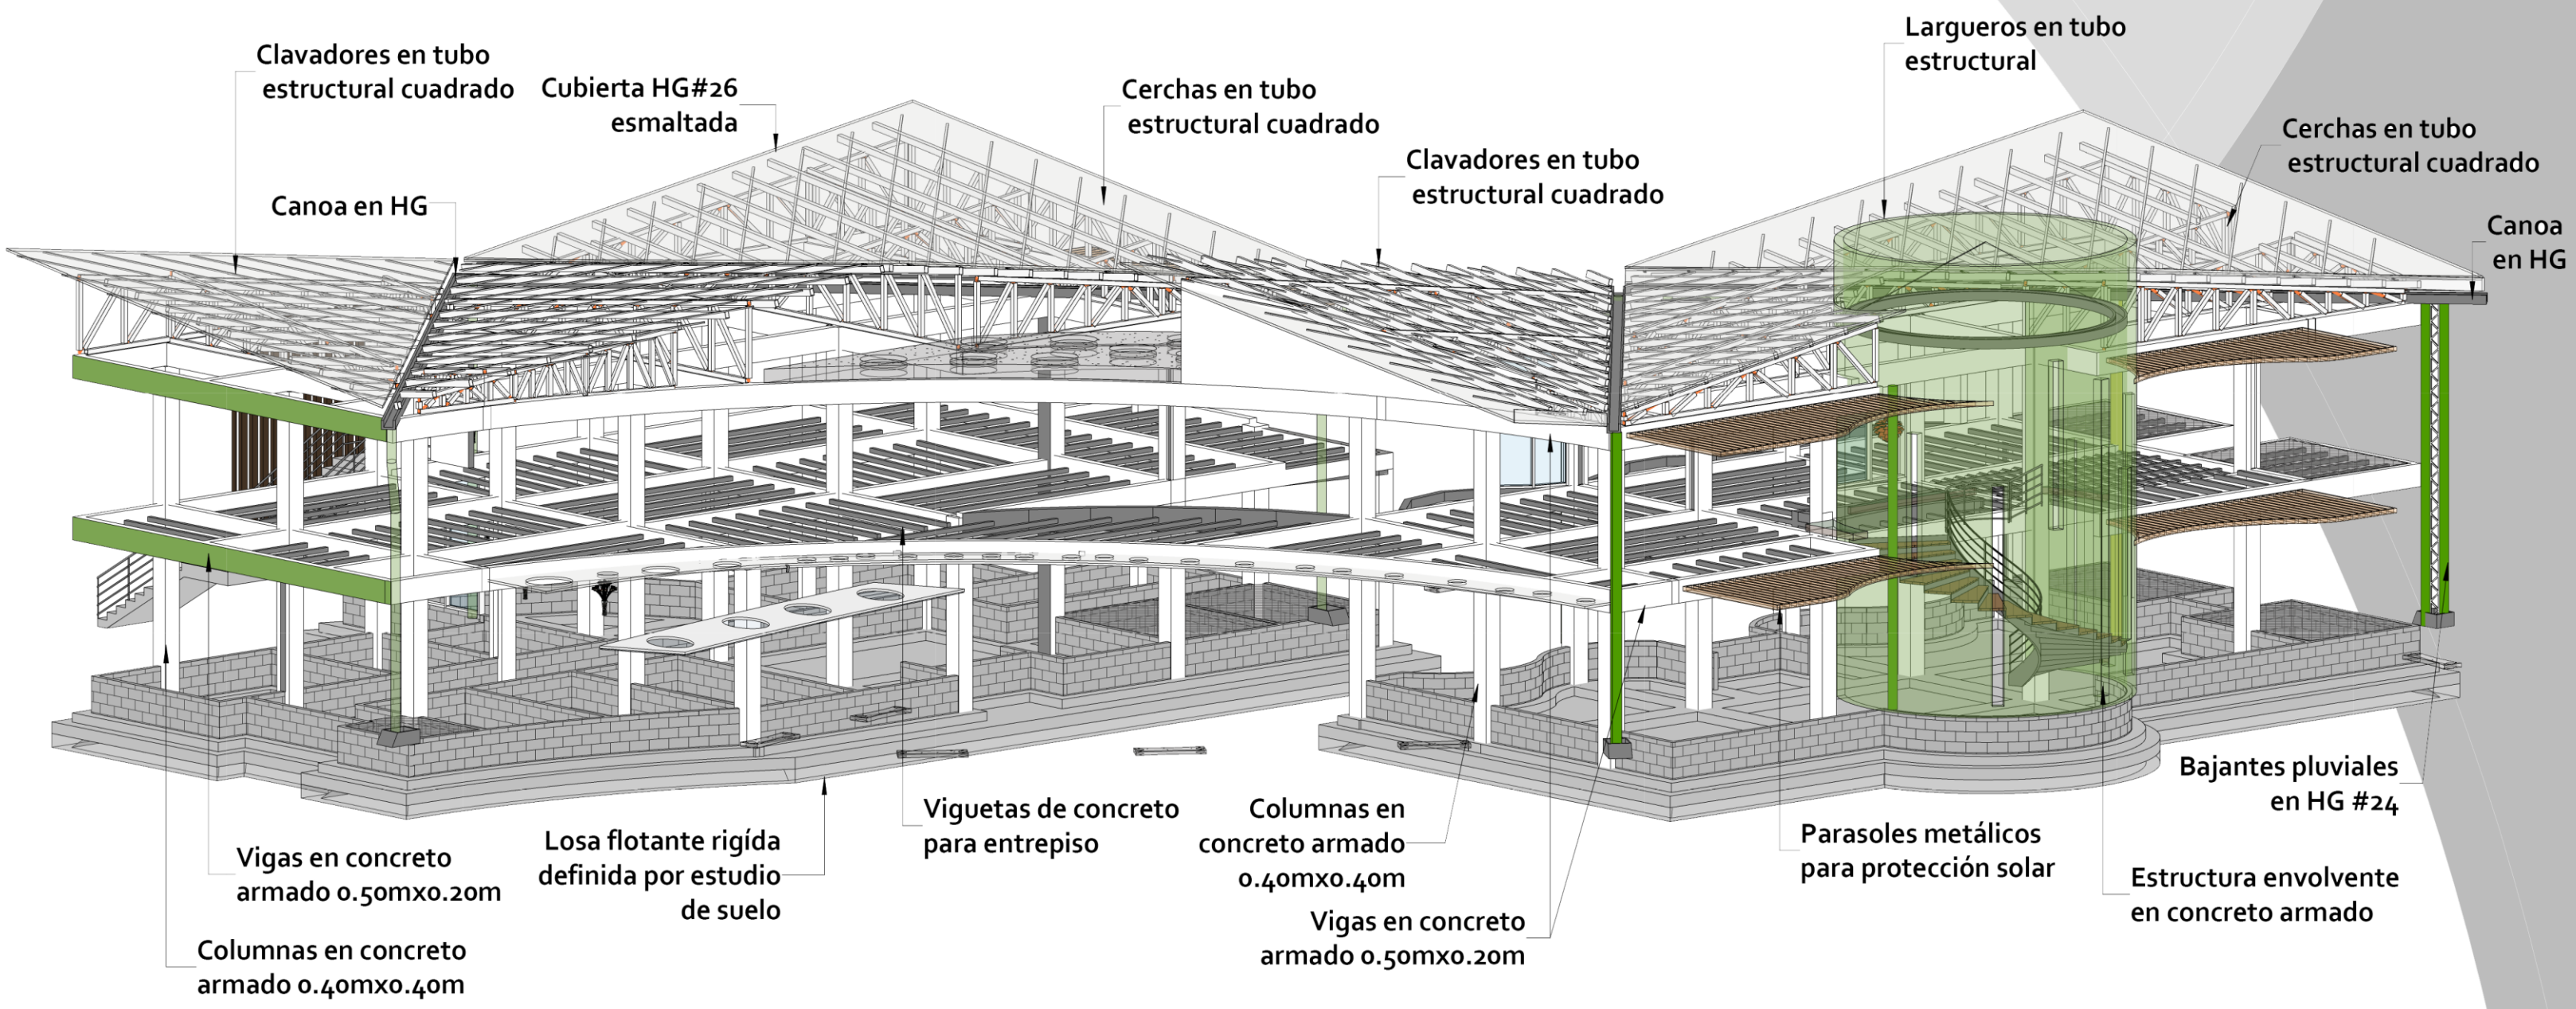 Clavadores en tubo
estructural cuadrado
Cubierta HG#26
esmaltada
Canoa en HG
Cerchas en tubo
estructural cuadrado
Clavadores en tubo
estructural cuadrado
Largueros en tubo
estructural
Cerchas en tubo
estructural cuadrado
Canoa
en HG
Vigas en concreto
armado 0.50mx0.20m
Columnas en concreto
armado 0.40mx0.40m
Losa flotante rigída
definida por estudio
de suelo
Viguetas de concreto
para entrepiso
Columnas en
concreto armado
0.40mx0.40m
Vigas en concreto
armado 0.50mx0.20m
Parasoles metálicos
para protección solar
Bajantes pluviales
en HG #24
Estructura envolvente
en concreto armado